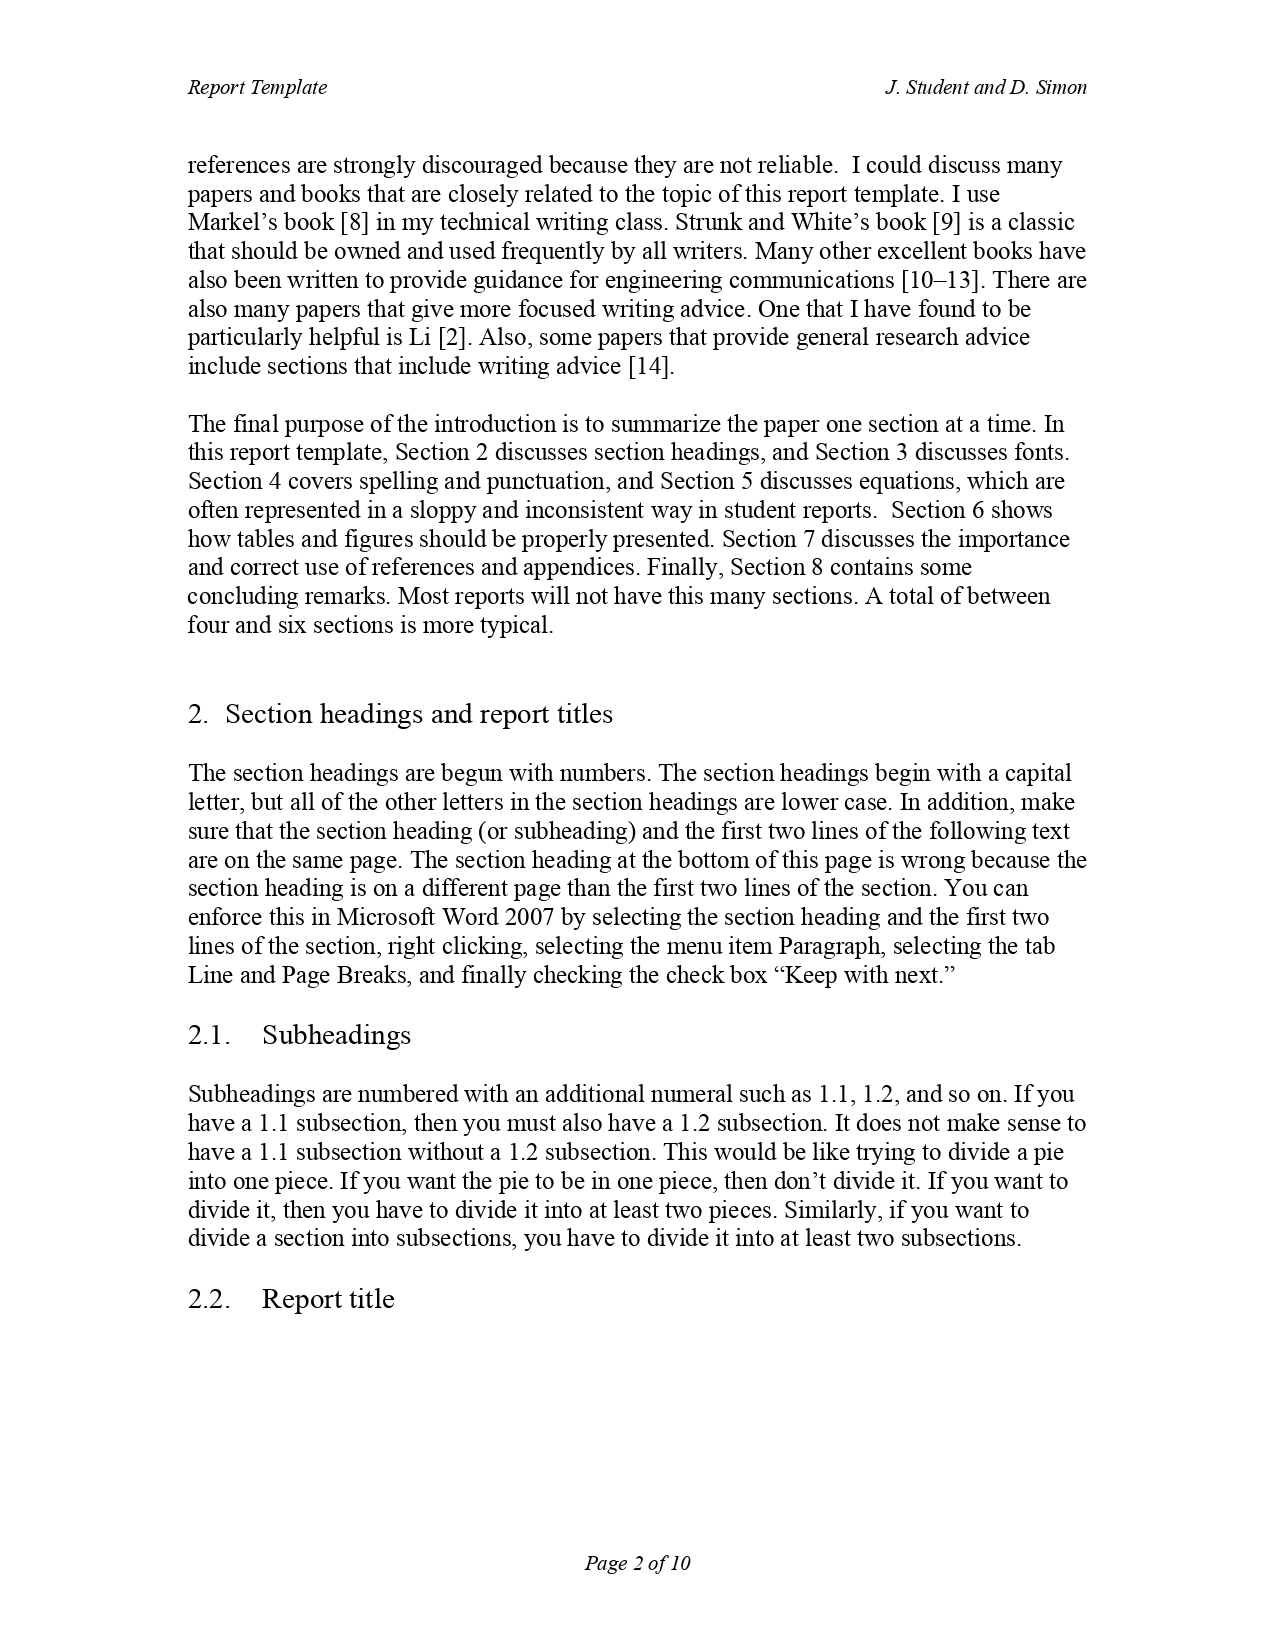 Report Template J. Student and D. Simon
references are strongly discouraged because they are not reliable.  I could discuss many
papers and books that are closely related to the topic of this report template. I use
Markel’s book [8] in my technical writing class. Strunk and White’s book [9] is a classic
that should be owned and used frequently by all writers. Many other excellent books have
also been written to provide guidance for engineering communications [10–13]. There are
also many papers that give more focused writing advice. One that I have found to be
particularly helpful is Li [2]. Also, some papers that provide general research advice
include sections that include writing advice [14].
The final purpose of the introduction is to summarize the paper one section at a time. In
this report template, Section 2 discusses section headings, and Section 3 discusses fonts.
Section 4 covers spelling and punctuation, and Section 5 discusses equations, which are
often represented in a sloppy and inconsistent way in student reports.  Section 6 shows
how tables and figures should be properly presented. Section 7 discusses the importance
and correct use of references and appendices. Finally, Section 8 contains some
concluding remarks. Most reports will not have this many sections. A total of between
four and six sections is more typical.
2.  Section headings and report titles
The section headings are begun with numbers. The section headings begin with a capital
letter, but all of the other letters in the section headings are lower case. In addition, make
sure that the section heading (or subheading) and the first two lines of the following text
are on the same page. The section heading at the bottom of this page is wrong because the
section heading is on a different page than the first two lines of the section. You can
enforce this in Microsoft Word 2007 by selecting the section heading and the first two
lines of the section, right clicking, selecting the menu item Paragraph, selecting the tab
Line and Page Breaks, and finally checking the check box “Keep with next.”
2.1. Subheadings
Subheadings are numbered with an additional numeral such as 1.1, 1.2, and so on. If you
have a 1.1 subsection, then you must also have a 1.2 subsection. It does not make sense to
have a 1.1 subsection without a 1.2 subsection. This would be like trying to divide a pie
into one piece. If you want the pie to be in one piece, then don’t divide it. If you want to
divide it, then you have to divide it into at least two pieces. Similarly, if you want to
divide a section into subsections, you have to divide it into at least two subsections.
2.2. Report title
Page 2 of 10